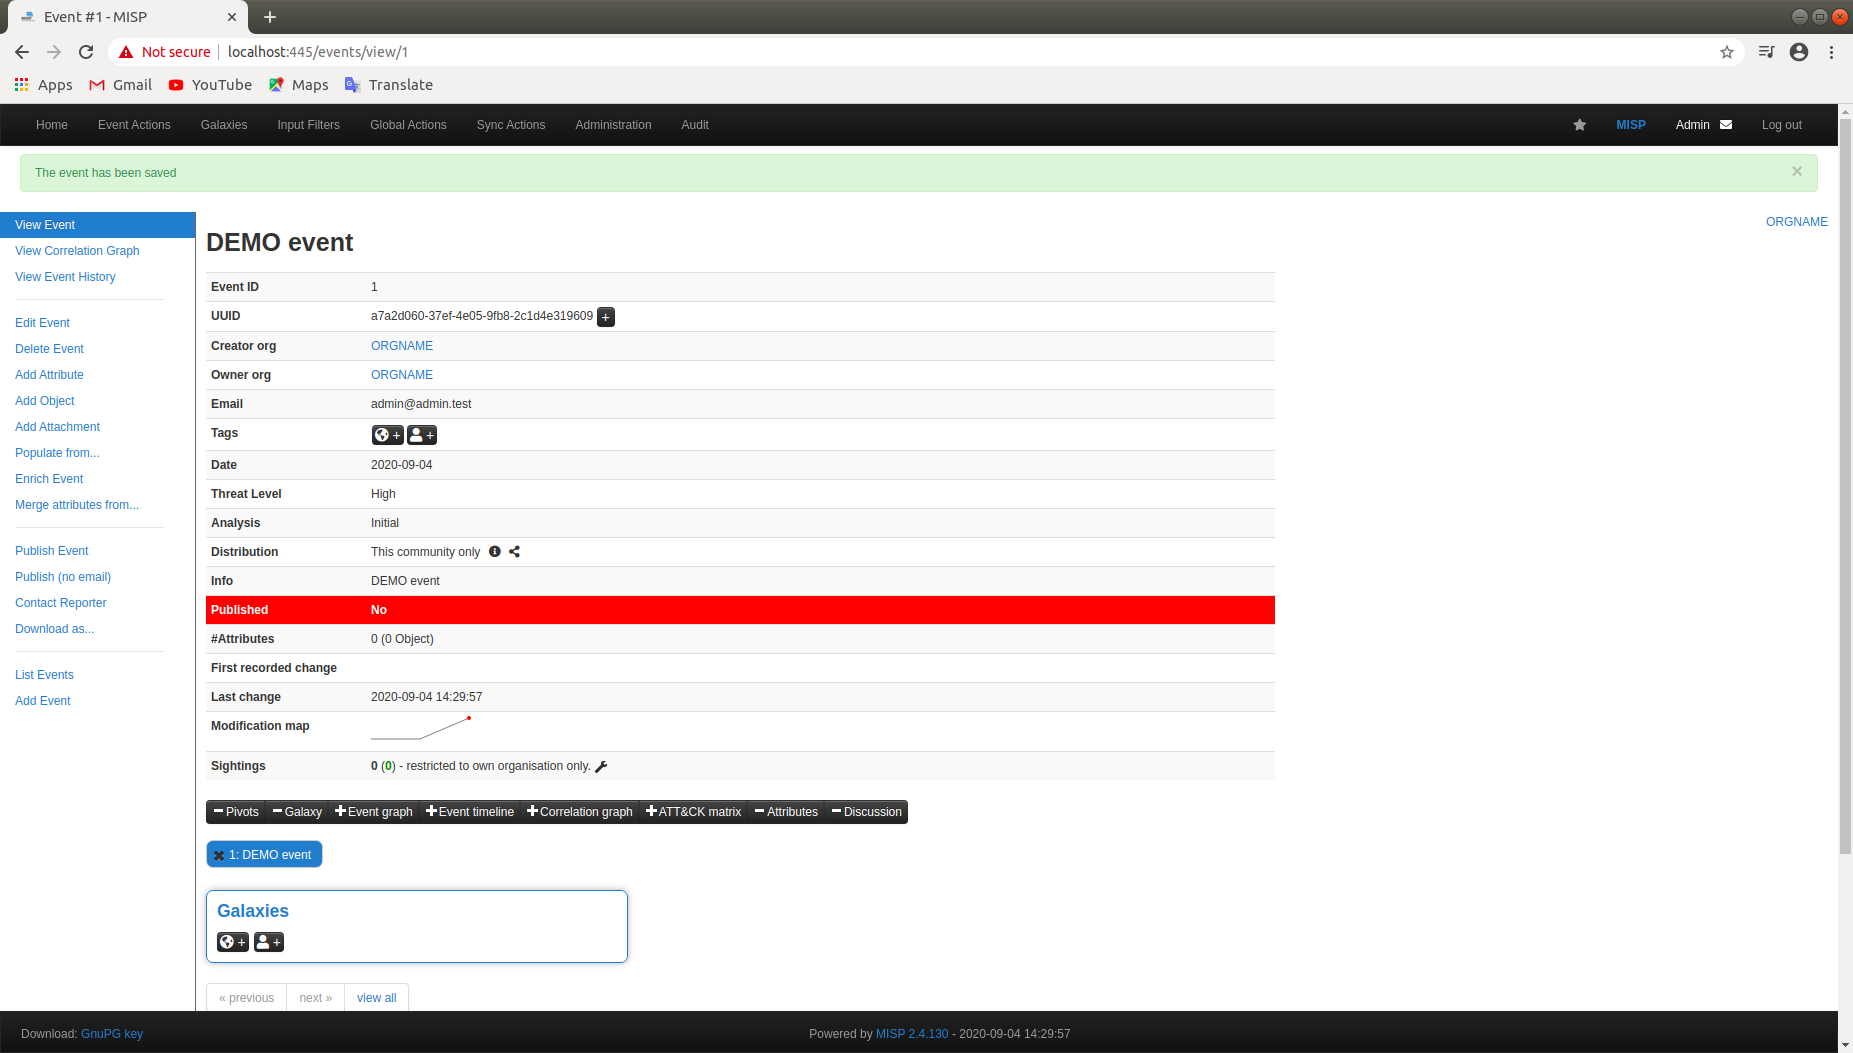 Event #1 - MISP
Not secure localhost:445/events/view/1
Apps Gmail YouTube Maps Translate
Home Event Actions Galaxies Input Filters Global Actions Sync Actions Administration Audit MISP Admin Log out
The event has been saved
View Event
View Correlation Graph
View Event History
Edit Event
Delete Event
Add Attribute
Add Object
Add Attachment
Populate from...
Enrich Event
Merge attributes from...
Publish Event
Publish (no email)
Contact Reporter
Download as...
List Events
Add Event
ORGNAME
DEMO event
Event ID 1
UUID a7a2d060-37ef-4e05-9fb8-2c1d4e319609 +
Creator org ORGNAME
Owner org ORGNAME
Email admin@admin.test
Tags + +
Date 2020-09-04
Threat Level High
Analysis Initial
Distribution This community only
Info DEMO event
Published No
#Attributes 0 (0 Object)
First recorded change
Last change 2020-09-04 14:29:57
Modification map
Sightings 0 (0) - restricted to own organisation only.
Pivots Galaxy Event graph Event timeline Correlation graph ATT&CK matrix Attributes Discussion
1: DEMO event
Galaxies
+ +
« previous next » view all
Download: GnuPG key Powered by MISP 2.4.130 - 2020-09-04 14:29:57